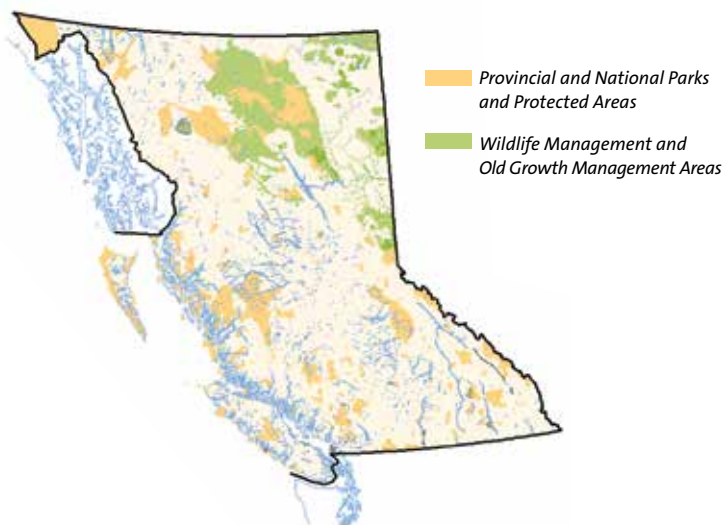 Provincial and National Parks
and Protected Areas
Wildlife Management and
Old Growth Management Areas